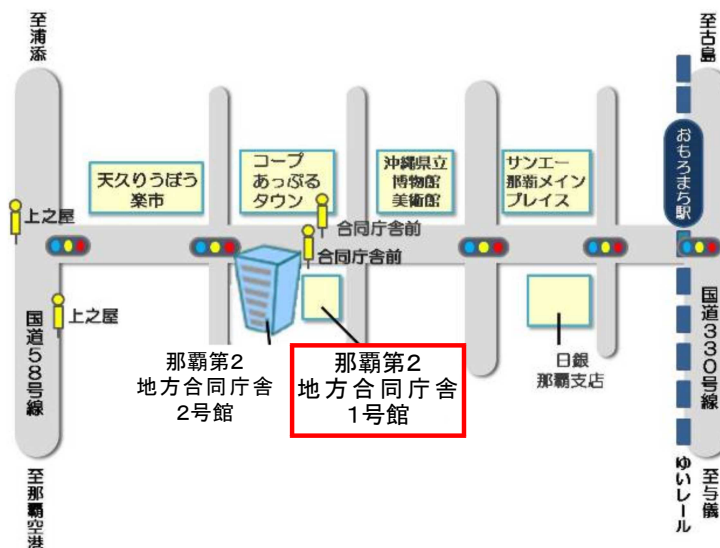 至浦添
至古島
おもろまち駅
天久りうぼう
楽市
コープ
あっぷる
タウン
沖縄県立
博物館
美術館
サンエー
那覇メイン
プレイス
上之屋
合同庁舎前
合同庁舎前
上之屋
国道58号線
国道330号線
那覇第2
地方合同庁舎
2号館
那覇第2
地方合同庁舎
1号館
日銀
那覇支店
至那覇空港
ゆいレール
至与儀